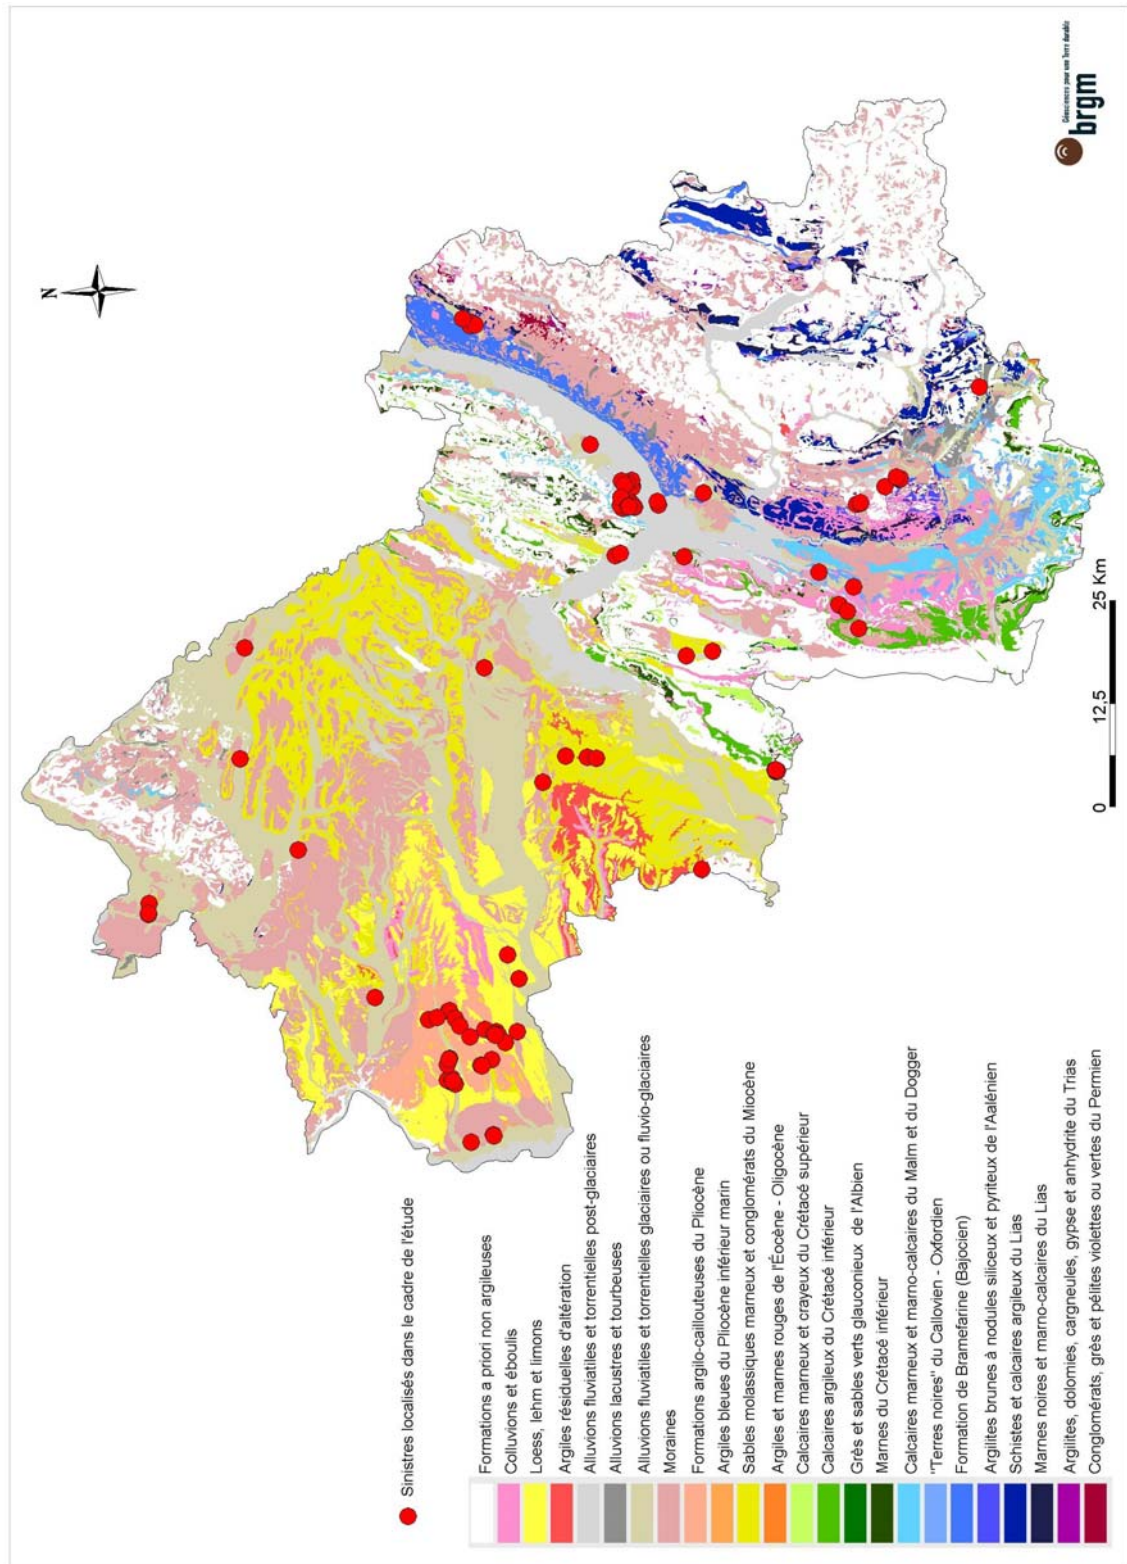 N
Géosciences pour une Terre durable
brgm
0 12,5 25 Km
Sinistres localisés dans le cadre de l'étude
Formations a priori non argileuses
Colluvions et éboulis
Loess, lehm et limons
Argiles résiduelles d'altération
Alluvions fluviatiles et torrentielles post-glaciaires
Alluvions lacustres et tourbeuses
Alluvions fluviatiles et torrentielles glaciaires ou fluvio-glaciaires
Moraines
Formations argilo-caillouteuses du Pliocène
Argiles bleues du Pliocène inférieur marin
Sables molassiques marneux et conglomérats du Miocène
Argiles et marnes rouges de l'Éocène - Oligocène
Calcaires marneux et crayeux du Crétacé supérieur
Calcaires argileux du Crétacé inférieur
Grès et sables verts glauconieux de l'Albien
Marnes du Crétacé inférieur
Calcaires marneux et marno-calcaires du Malm et du Dogger
"Terres noires" du Callovien - Oxfordien
Formation de Bramefarine (Bajocien)
Argilites brunes à nodules siliceux et pyriteux de l'Aalénien
Schistes et calcaires argileux du Lias
Marnes noires et marno-calcaires du Lias
Argilites, dolomies, cargneules, gypse et anhydrite du Trias
Conglomérats, grès et pélites violettes ou vertes du Permien